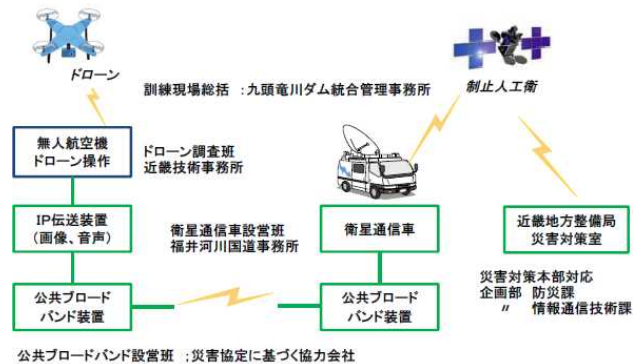 ドローン
制止人工衛
訓練現場総括 :九頭竜川ダム統合管理事務所
無人航空機
ドローン操作
ドローン調査班
近畿技術事務所
IP伝送装置
(画像、音声)
衛星通信車設営班
福井河川国道事務所
衛星通信車
近畿地方整備局
災害対策室
公共ブロード
バンド装置
公共ブロード
バンド装置
災害対策本部対応
企画部 防災課
〃 情報通信技術課
公共ブロードバンド設営班 ;災害協定に基づく協力会社